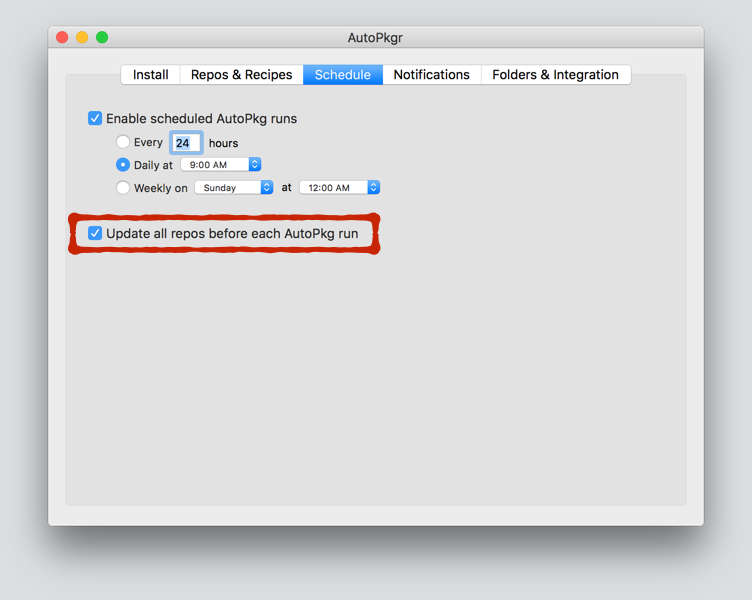 AutoPkgr
Install Repos & Recipes Schedule Notifications Folders & Integration
Enable scheduled AutoPkg runs
Every 24 hours
Daily at 9:00 AM
Weekly on Sunday at 12:00 AM
Update all repos before each AutoPkg run